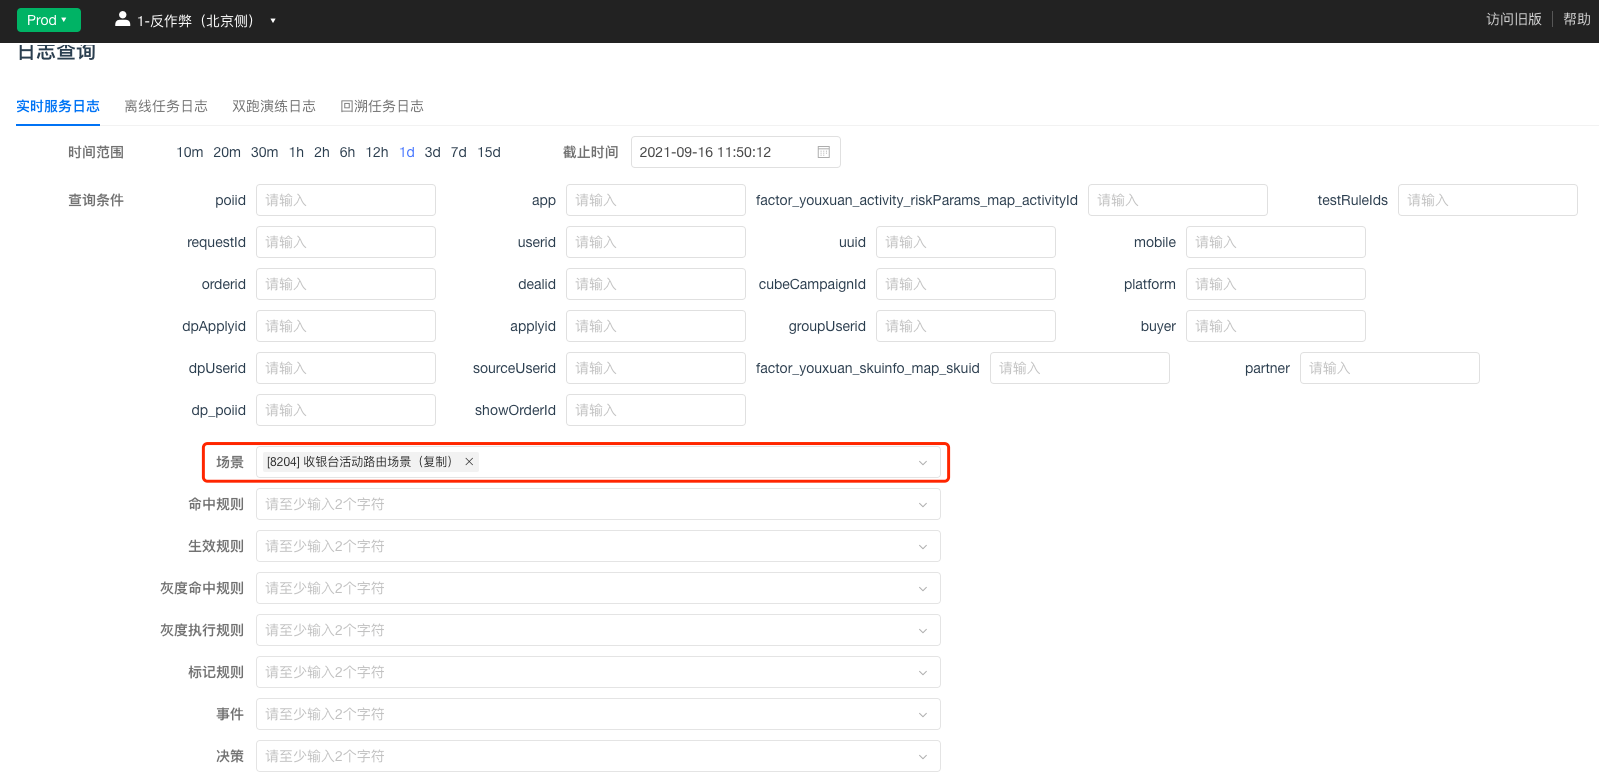 Prod 1-反作弊（北京侧） 访问旧版 帮助
日志查询
实时服务日志 离线任务日志 双跑演练日志 回溯任务日志
时间范围 10m 20m 30m 1h 2h 6h 12h 1d 3d 7d 15d 截止时间 2021-09-16 11:50:12
查询条件 poiid 请输入 app 请输入 factor_youxuan_activity_riskParams_map_activityId 请输入 testRuleIds 请输入
requestId 请输入 userid 请输入 uuid 请输入 mobile 请输入
orderid 请输入 dealid 请输入 cubeCampaignId 请输入 platform 请输入
dpApplyid 请输入 applyid 请输入 groupUserid 请输入 buyer 请输入
dpUserid 请输入 sourceUserid 请输入 factor_youxuan_skuinfo_map_skuid 请输入 partner 请输入
dp_poiid 请输入 showOrderId 请输入
场景 [8204] 收银台活动路由场景（复制） ×
命中规则 请至少输入2个字符
生效规则 请至少输入2个字符
灰度命中规则 请至少输入2个字符
灰度执行规则 请至少输入2个字符
标记规则 请至少输入2个字符
事件 请至少输入2个字符
决策 请至少输入2个字符